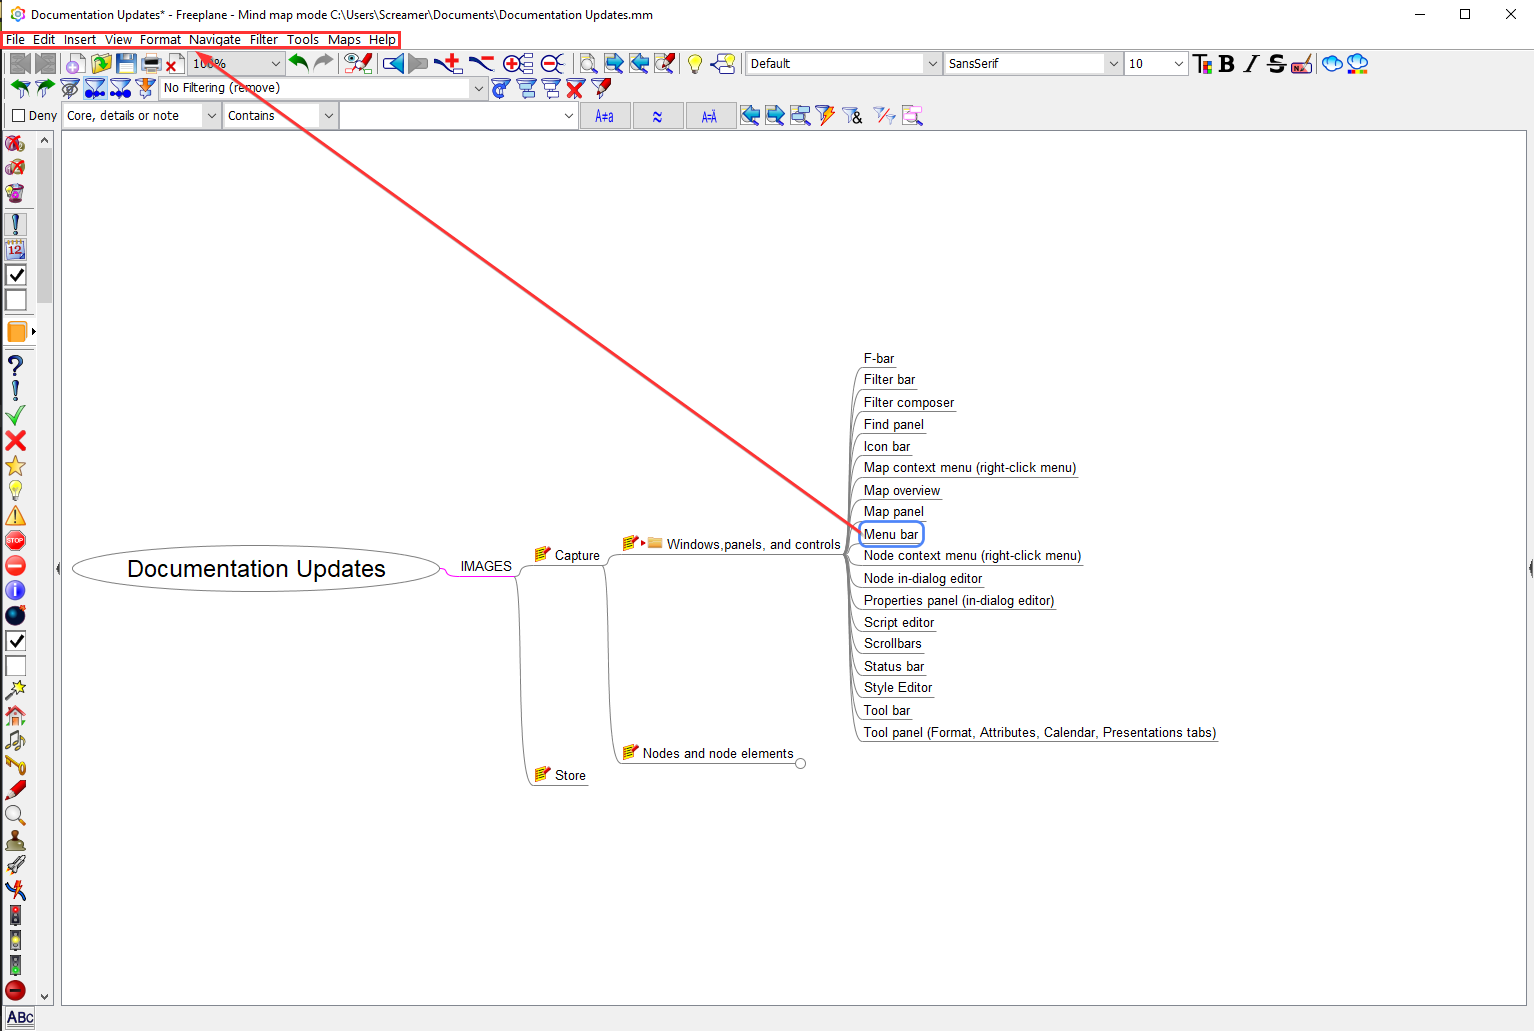 Documentation Updates* - Freeplane - Mind map mode C:\Users\Screamer\Documents\Documentation Updates.mm
File Edit Insert View Format Navigate Filter Tools Maps Help
100% Default SansSerif 10
No Filtering (remove)
Deny Core, details or note Contains A≠a ≈ A=Ä
12
F-bar
Filter bar
Filter composer
Find panel
Icon bar
Map context menu (right-click menu)
Map overview
Map panel
Menu bar
Node context menu (right-click menu)
Node in-dialog editor
Properties panel (in-dialog editor)
Script editor
Scrollbars
Status bar
Style Editor
Tool bar
Tool panel (Format, Attributes, Calendar, Presentations tabs)
Windows,panels, and controls
Capture
IMAGES
Documentation Updates
Nodes and node elements
Store
STOP
ABC